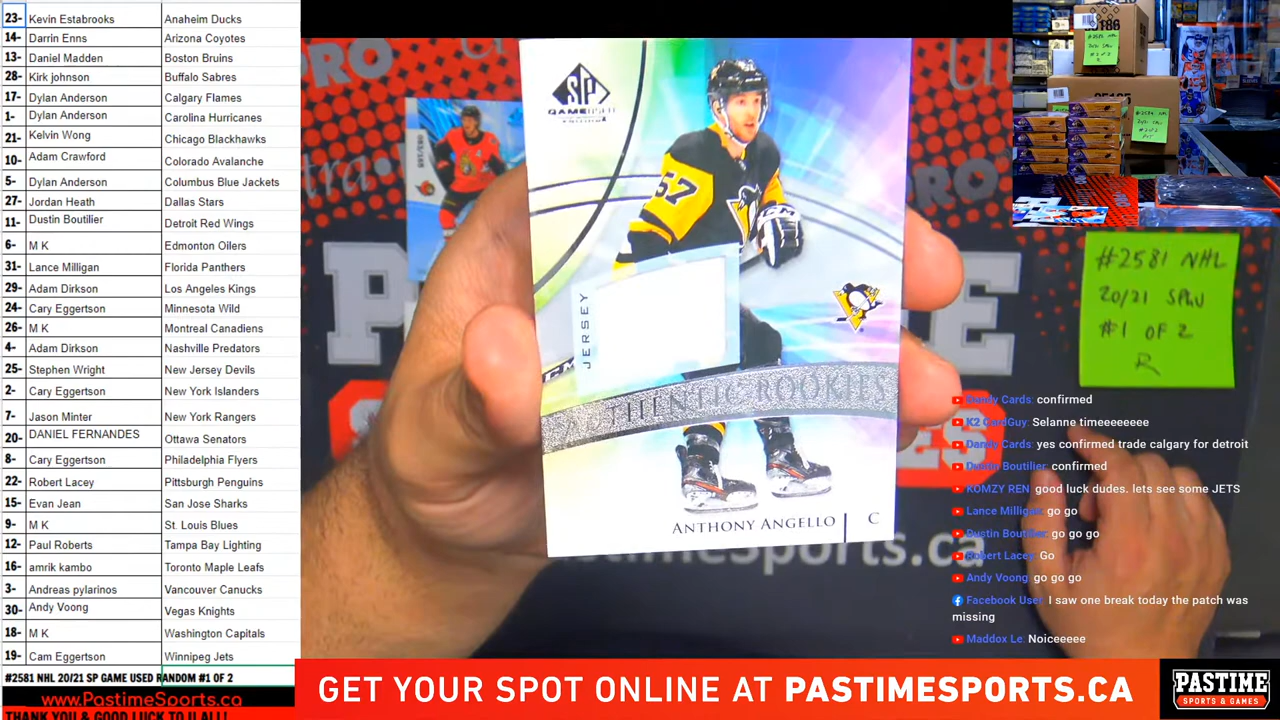 23- Kevin Estabrooks Anaheim Ducks
14- Darrin Enns Arizona Coyotes
13- Daniel Madden Boston Bruins
28- Kirk johnson Buffalo Sabres
17- Dylan Anderson Calgary Flames
1- Dylan Anderson Carolina Hurricanes
21- Kelvin Wong Chicago Blackhawks
10- Adam Crawford Colorado Avalanche
5- Dylan Anderson Columbus Blue Jackets
27- Jordan Heath Dallas Stars
11- Dustin Boutilier Detroit Red Wings
6- M K Edmonton Oilers
31- Lance Milligan Florida Panthers
29- Adam Dirkson Los Angeles Kings
24- Cary Eggertson Minnesota Wild
26- M K Montreal Canadiens
4- Adam Dirkson Nashville Predators
25- Stephen Wright New Jersey Devils
2- Cary Eggertson New York Islanders
7- Jason Minter New York Rangers
20- DANIEL FERNANDES Ottawa Senators
8- Cary Eggertson Philadelphia Flyers
22- Robert Lacey Pittsburgh Penguins
15- Evan Jean San Jose Sharks
9- M K St. Louis Blues
12- Paul Roberts Tampa Bay Lighting
16- amrik kambo Toronto Maple Leafs
3- Andreas pylarinos Vancouver Canucks
30- Andy Voong Vegas Knights
18- M K Washington Capitals
19- Cam Eggertson Winnipeg Jets
#2581 NHL 20/21 SP GAME USED RANDOM #1 OF 2
www.PastimeSports.ca
THANK YOU & GOOD LUCK TO U ALL!
SP
GAME USED
EDITION
67
CCM
JERSEY
AUTHENTIC ROOKIES
ANTHONY ANGELLO | C
#2581 NHL
20/21 SPGU
#1 OF 2
R
Dandy Cards: confirmed
K2 CardGuy: Selanne timeeeeeeee
Dandy Cards: yes confirmed trade calgary for detroit
Dustin Boutilier: confirmed
ROMZY REN: good luck dudes. lets see some JETS
Lance Milligan: go go
Dustin Boutilier: go go go
Robert Lacey: Go
Andy Voong: go go go
Facebook User: I saw one break today the patch was
missing
Maddox Le: Noiceeeee
GET YOUR SPOT ONLINE AT PASTIMESPORTS.CA
PASTIME
SPORTS & GAMES